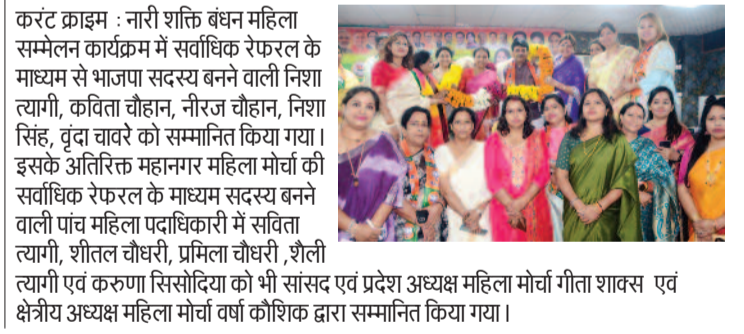 करंट क्राइम : नारी शक्ति बंधन महिला
सम्मेलन कार्यक्रम में सर्वाधिक रेफरल के
माध्यम से भाजपा सदस्य बनने वाली निशा
त्यागी, कविता चौहान, नीरज चौहान, निशा
सिंह, वृंदा चावरे को सम्मानित किया गया।
इसके अतिरिक्त महानगर महिला मोर्चा की
सर्वाधिक रेफरल के माध्यम सदस्य बनने
वाली पांच महिला पदाधिकारी में सविता
त्यागी, शीतल चौधरी, प्रमिला चौधरी ,शैली
त्यागी एवं करुणा सिसोदिया को भी सांसद एवं प्रदेश अध्यक्ष महिला मोर्चा गीता शाक्स एवं
क्षेत्रीय अध्यक्ष महिला मोर्चा वर्षा कौशिक द्वारा सम्मानित किया गया।